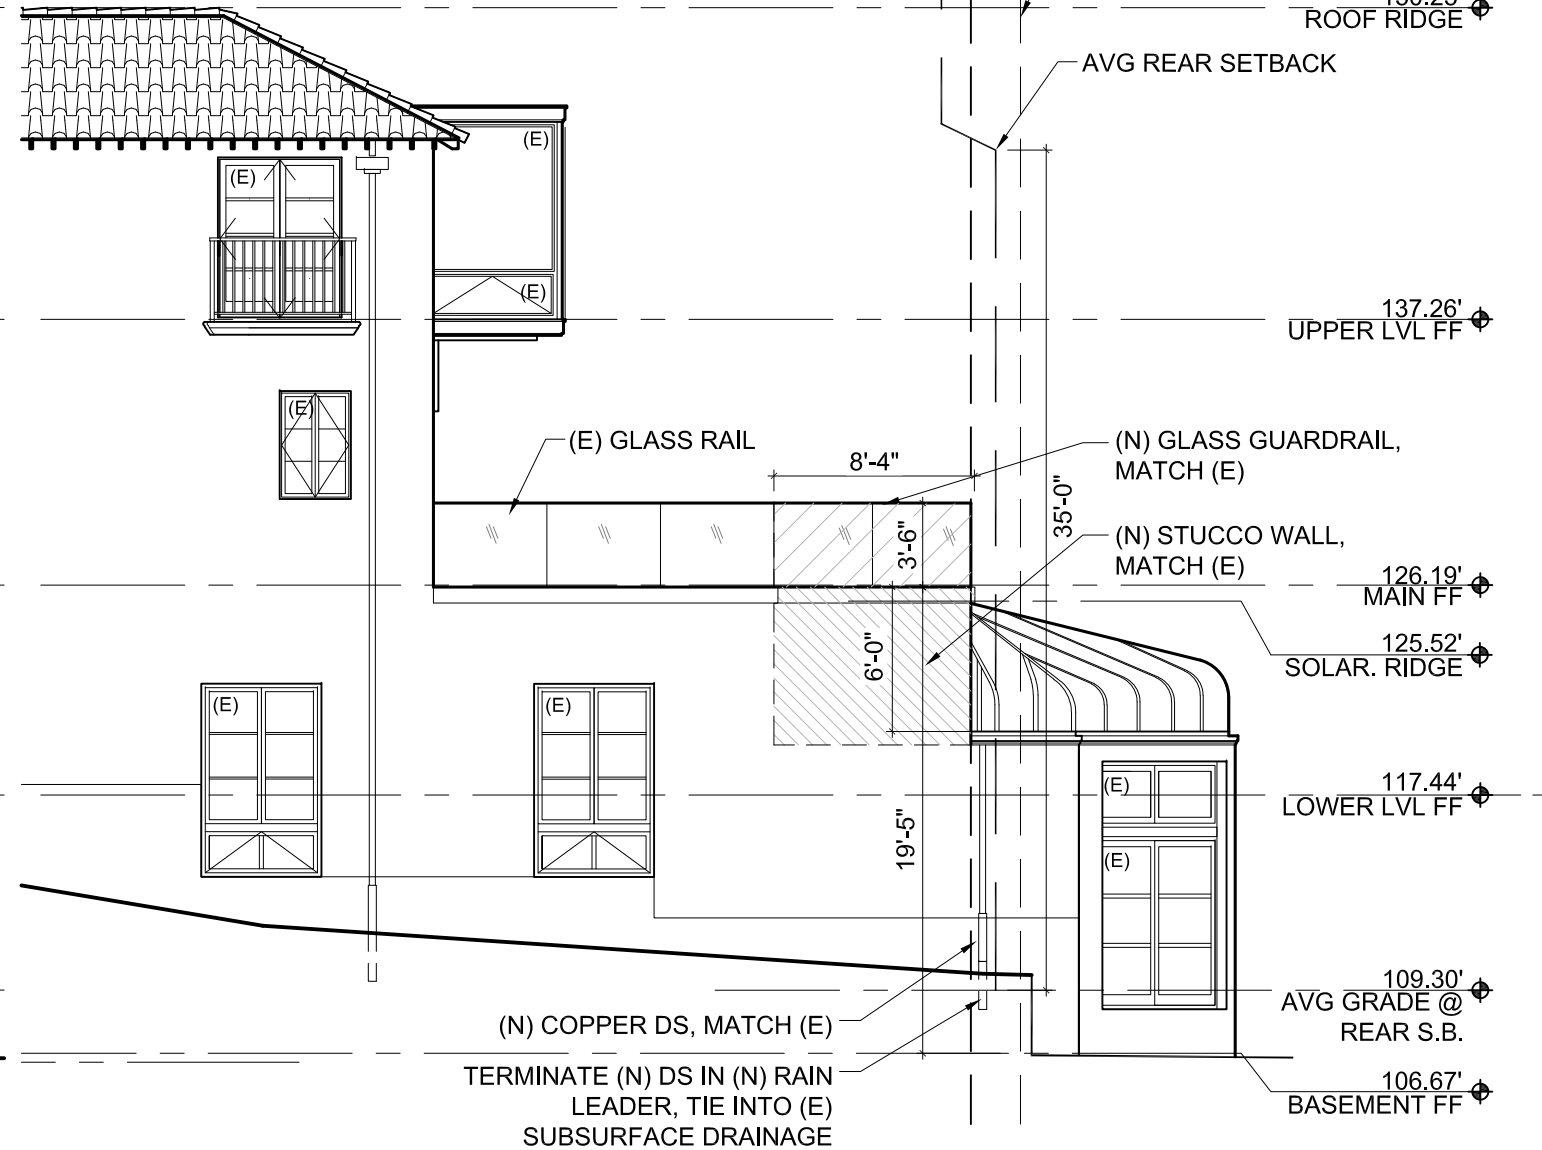 ROOF RIDGE
AVG REAR SETBACK
(E)
(E)
(E)
137.26'
UPPER LVL FF
(E)
(E) GLASS RAIL
8'-4"
(N) GLASS GUARDRAIL,
MATCH (E)
35'-0"
3'-6"
(N) STUCCO WALL,
MATCH (E)
126.19'
MAIN FF
6'-0"
125.52'
SOLAR. RIDGE
(E)
(E)
(E)
117.44'
LOWER LVL FF
19'-5"
(E)
109.30'
AVG GRADE @
REAR S.B.
(N) COPPER DS, MATCH (E)
TERMINATE (N) DS IN (N) RAIN
LEADER, TIE INTO (E)
SUBSURFACE DRAINAGE
106.67'
BASEMENT FF